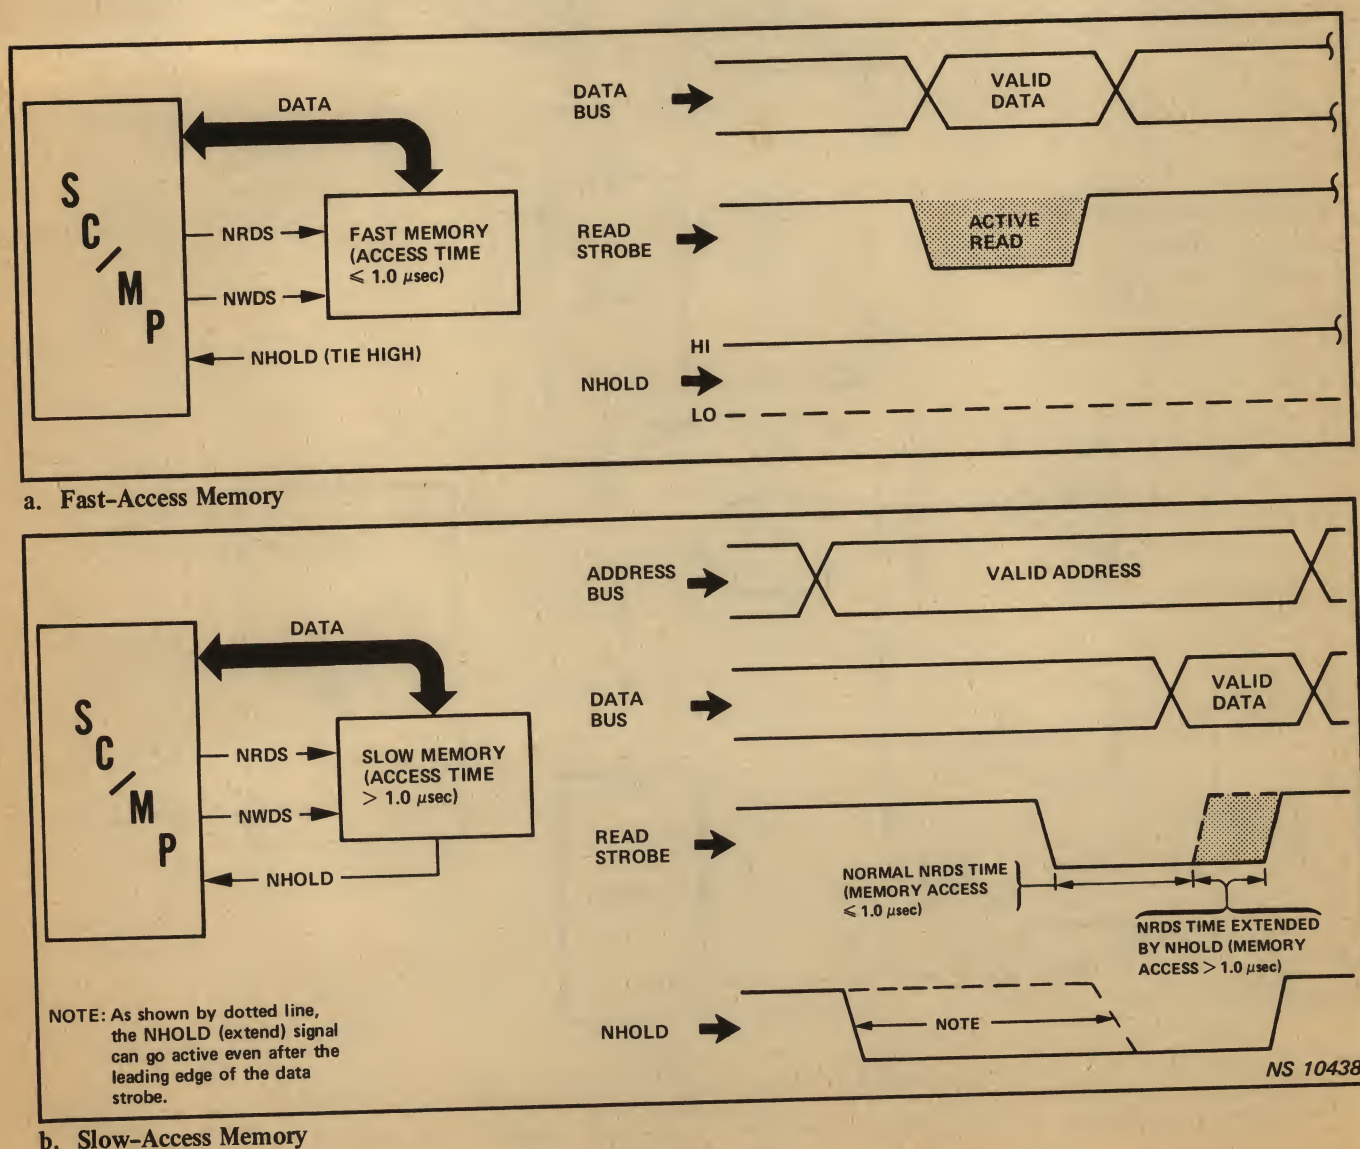 DATA
S
C
/
M
P
NRDS
NWDS
NHOLD (TIE HIGH)
FAST MEMORY
(ACCESS TIME
⩽ 1.0 μsec)
DATA
BUS
VALID
DATA
READ
STROBE
ACTIVE
READ
HI
NHOLD
LO
a. Fast-Access Memory
DATA
S
C
/
M
P
NRDS
NWDS
NHOLD
SLOW MEMORY
(ACCESS TIME
> 1.0 μsec)
NOTE: As shown by dotted line,
the NHOLD (extend) signal
can go active even after the
leading edge of the data
strobe.
ADDRESS
BUS
VALID ADDRESS
DATA
BUS
VALID
DATA
READ
STROBE
NORMAL NRDS TIME
(MEMORY ACCESS
⩽ 1.0 μsec)
NRDS TIME EXTENDED
BY NHOLD (MEMORY
ACCESS > 1.0 μsec)
NHOLD
NOTE
NS 10438
b. Slow-Access Memory